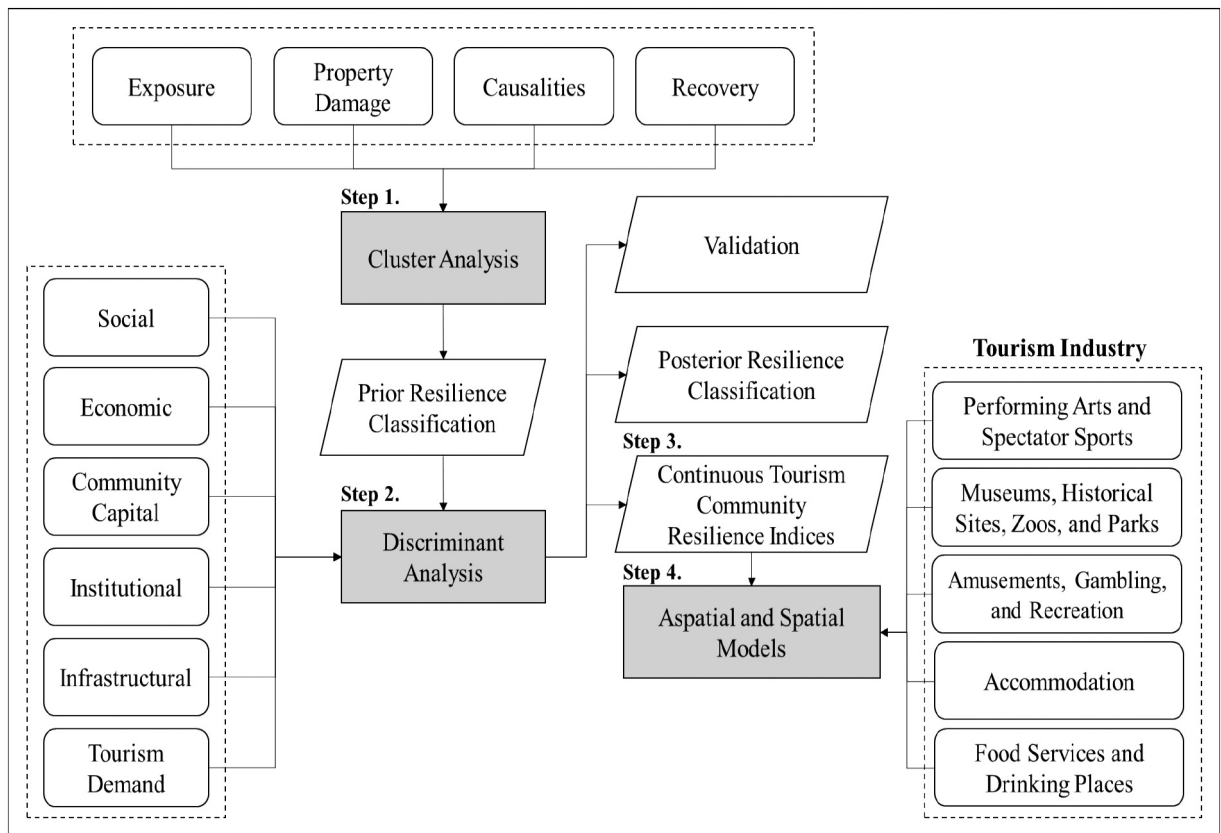 Exposure
Property
Damage
Causalities
Recovery
Step 1.
Cluster Analysis
Validation
Social
Economic
Community
Capital
Institutional
Infrastructural
Tourism
Demand
Prior Resilience
Classification
Step 2.
Discriminant
Analysis
Posterior Resilience
Classification
Step 3.
Continuous Tourism
Community
Resilience Indices
Step 4.
Aspatial and Spatial
Models
Tourism Industry
Performing Arts and
Spectator Sports
Museums, Historical
Sites, Zoos, and Parks
Amusements, Gambling,
and Recreation
Accommodation
Food Services and
Drinking Places